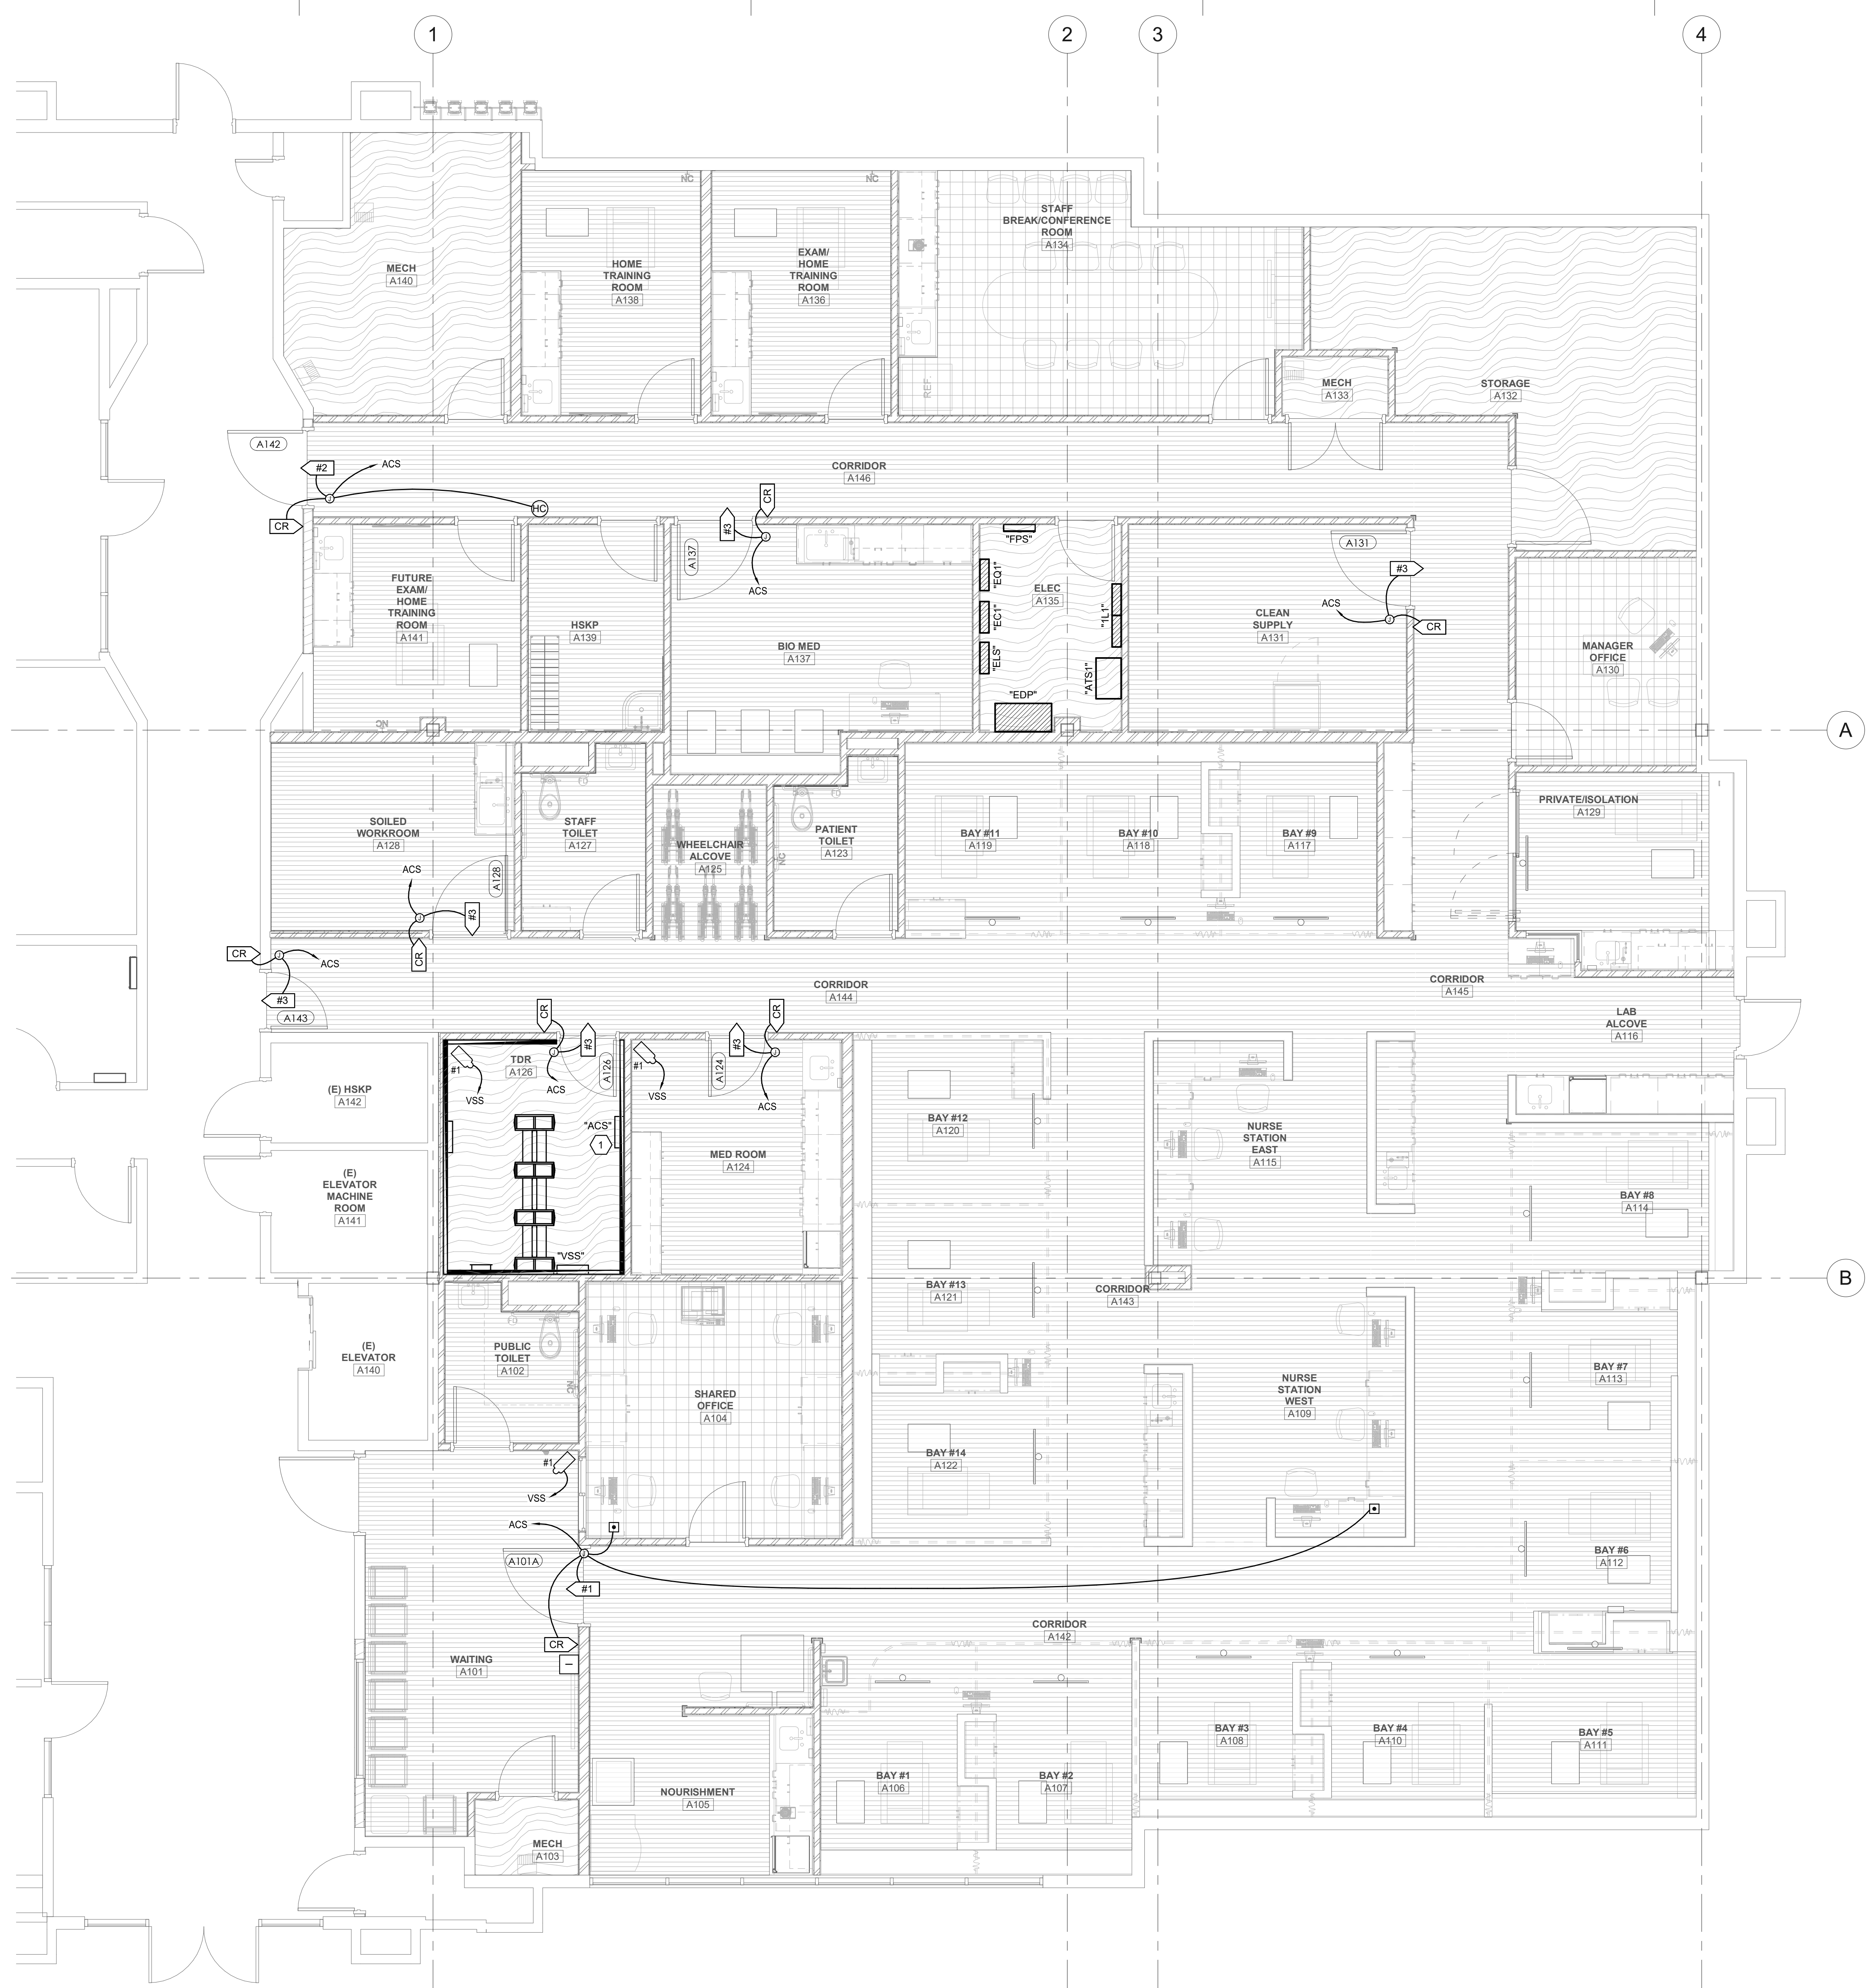 1
2
3
4
NC
NC
STAFF
BREAK/CONFERENCE
ROOM
A134
EXAM/
HOME
TRAINING
ROOM
A136
HOME
TRAINING
ROOM
A138
MECH
A140
REF.
MECH
A133
STORAGE
A132
A142
#2
ACS
CORRIDOR
A146
CR
HC
J
CR
#3
J
A137
ACS
"FPS"
"EQ1"
"EC1"
"ELS"
"EDP"
ELEC
A135
"1L1"
"ATS1"
A131
#3
ACS
J
CR
CLEAN
SUPPLY
A131
FUTURE
EXAM/
HOME
TRAINING
ROOM
A141
HSKP
A139
BIO MED
A137
MANAGER
OFFICE
A130
NC
A
SOILED
WORKROOM
A128
STAFF
TOILET
A127
WHEELCHAIR
ALCOVE
A125
PATIENT
TOILET
A123
NC
BAY #11
A119
BAY #10
A118
BAY #9
A117
PRIVATE/ISOLATION
A129
ACS
A128
J
#3
CR
CR
J
ACS
#3
A143
CORRIDOR
A144
CORRIDOR
A145
LAB
ALCOVE
A116
CR
#3
J
TDR
A126
#1
VSS
ACS
A126
#1
VSS
A124
#3
CR
J
ACS
(E) HSKP
A142
"ACS"
1
MED ROOM
A124
BAY #12
A120
NURSE
STATION
EAST
A115
(E)
ELEVATOR
MACHINE
ROOM
A141
BAY #8
A114
"VSS"
B
BAY #13
A121
CORRIDOR
A143
(E)
ELEVATOR
A140
PUBLIC
TOILET
A102
NC
SHARED
OFFICE
A104
NURSE
STATION
WEST
A109
BAY #7
A113
BAY #14
A122
#1
VSS
ACS
J
A101A
#1
CR
BAY #6
A112
CORRIDOR
A142
WAITING
A101
BAY #3
A108
BAY #4
A110
BAY #5
A111
NOURISHMENT
A105
BAY #1
A106
BAY #2
A107
MECH
A103